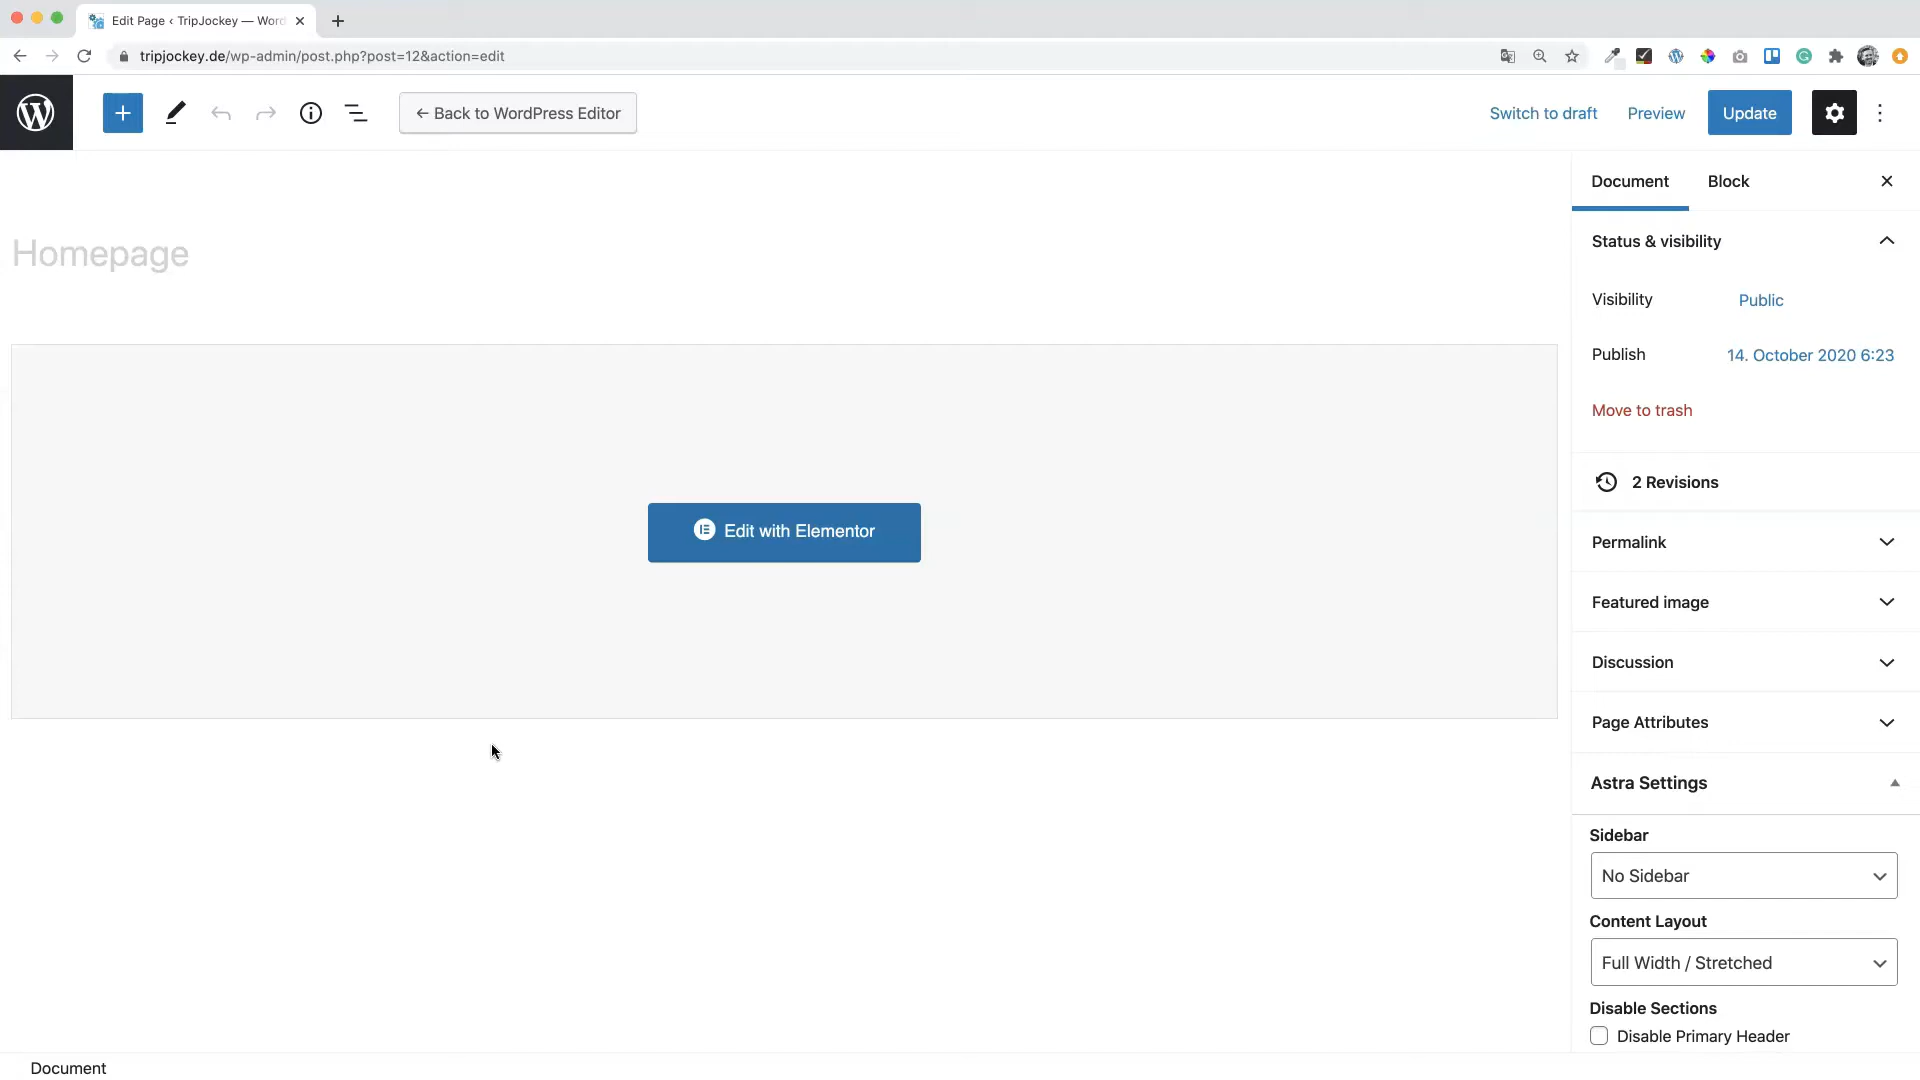 Edit Page ‹ TripJockey — Word
tripjockey.de/wp-admin/post.php?post=12&action=edit
← Back to WordPress Editor
Switch to draft
Preview
Update
Document
Block
Homepage
Status & visibility
Visibility
Public
Publish
14. October 2020 6:23
Move to trash
2 Revisions
Edit with Elementor
Permalink
Featured image
Discussion
Page Attributes
Astra Settings
Sidebar
No Sidebar
Content Layout
Full Width / Stretched
Disable Sections
Disable Primary Header
Document